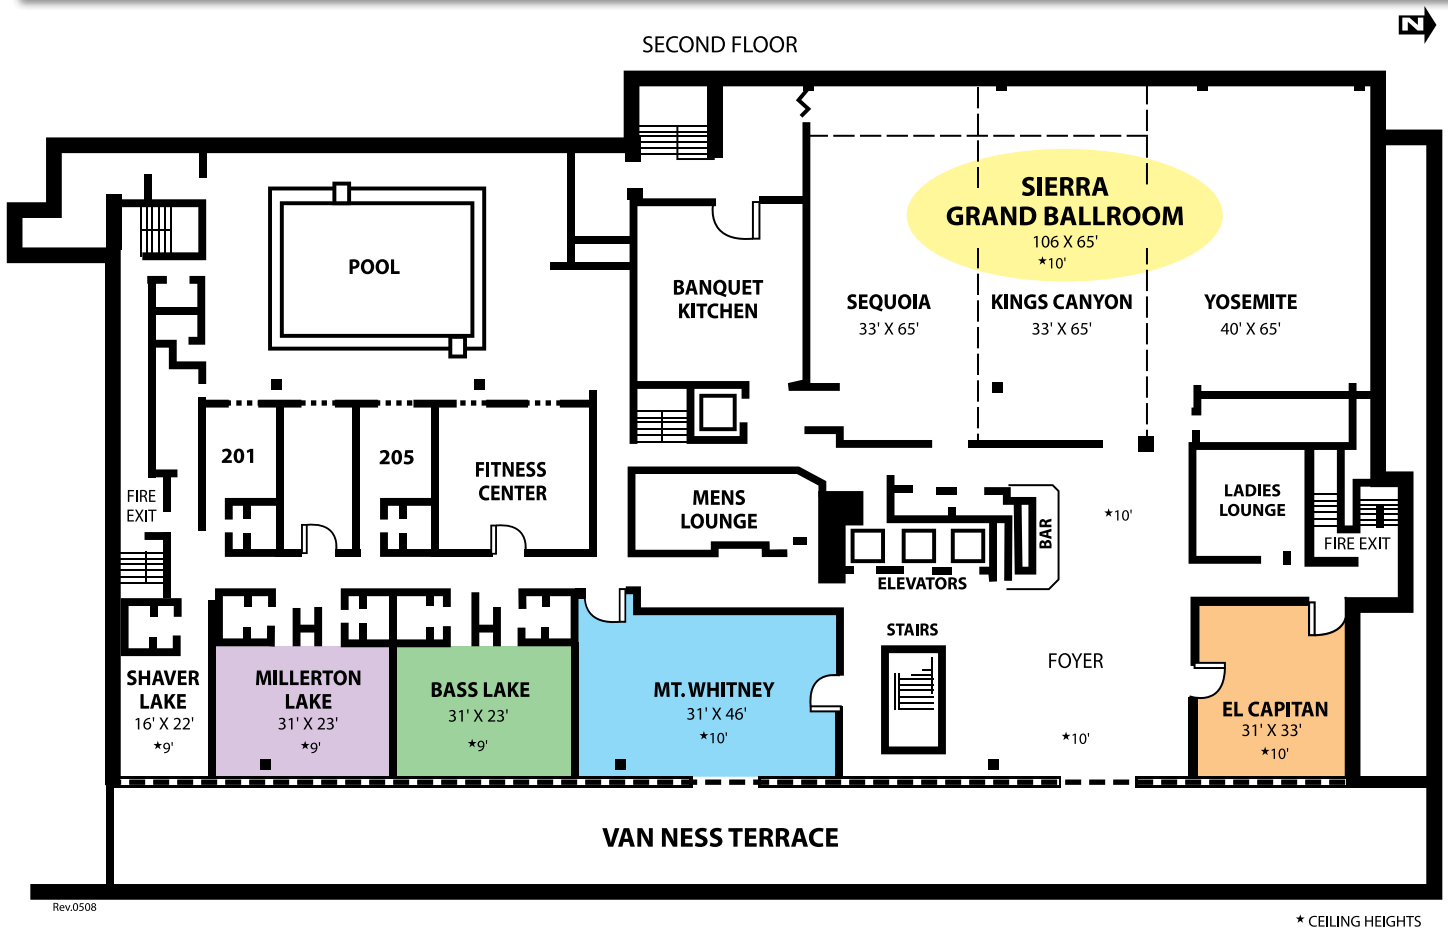 N
SECOND FLOOR
SIERRA
GRAND BALLROOM
106 X 65'
★10'
POOL
BANQUET
KITCHEN
SEQUOIA
33' X 65'
KINGS CANYON
33' X 65'
YOSEMITE
40' X 65'
201
205
FITNESS
CENTER
FIRE
EXIT
MENS
LOUNGE
ELEVATORS
BAR
★10'
LADIES
LOUNGE
FIRE EXIT
STAIRS
FOYER
★10'
SHAVER
LAKE
16' X 22'
★9'
MILLERTON
LAKE
31' X 23'
★9'
BASS LAKE
31' X 23'
★9'
MT. WHITNEY
31' X 46'
★10'
EL CAPITAN
31' X 33'
★10'
VAN NESS TERRACE
Rev.0508
★ CEILING HEIGHTS